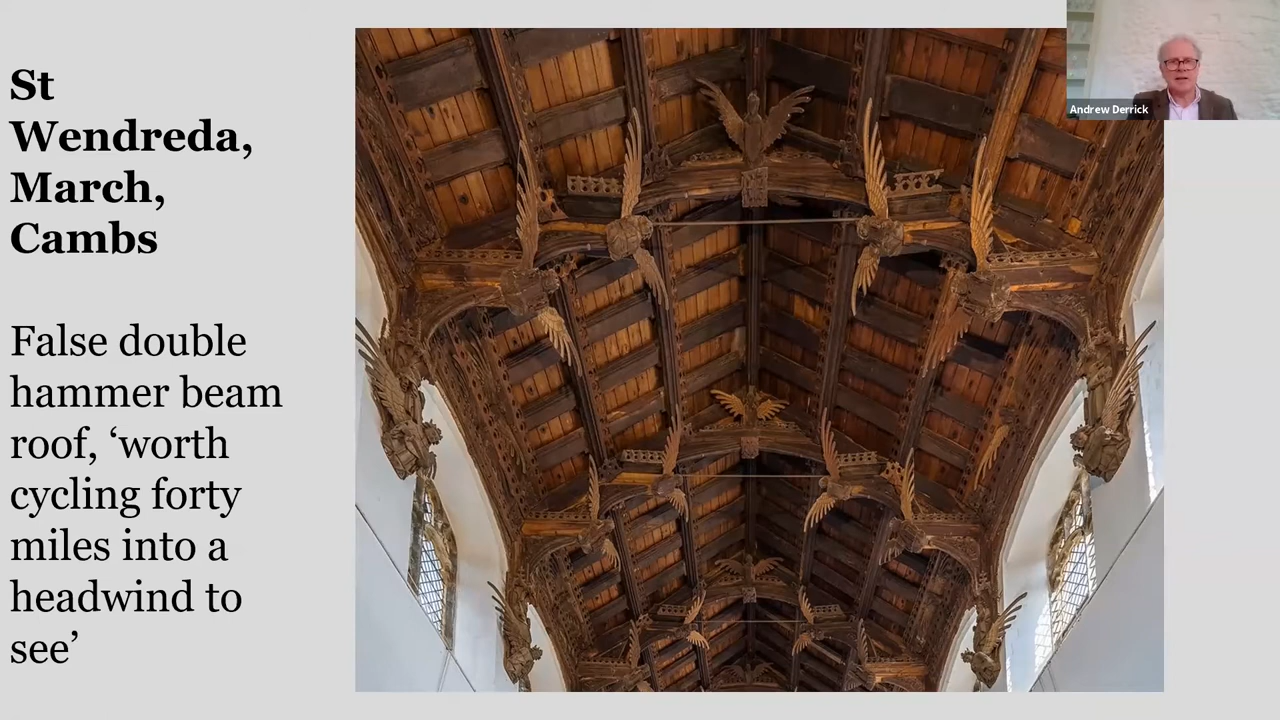 St
Wendreda,
March,
Cambs
False double
hammer beam
roof, ‘worth
cycling forty
miles into a
headwind to
see’
Andrew Derrick